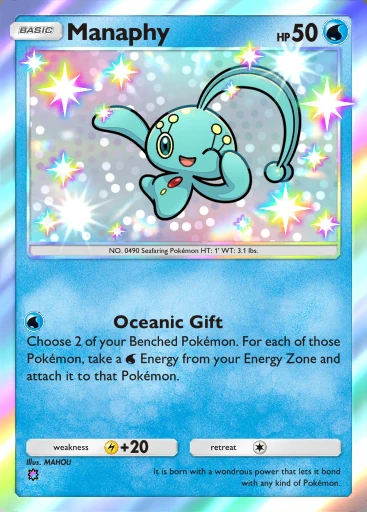 BASIC Manaphy HP 50
NO. 0490 Seafaring Pokémon HT: 1' WT: 3.1 lbs.
Oceanic Gift
Choose 2 of your Benched Pokémon. For each of those
Pokémon, take a Energy from your Energy Zone and
attach it to that Pokémon.
weakness +20 retreat
Illus. MAHOU
It is born with a wondrous power that lets it bond
with any kind of Pokémon.